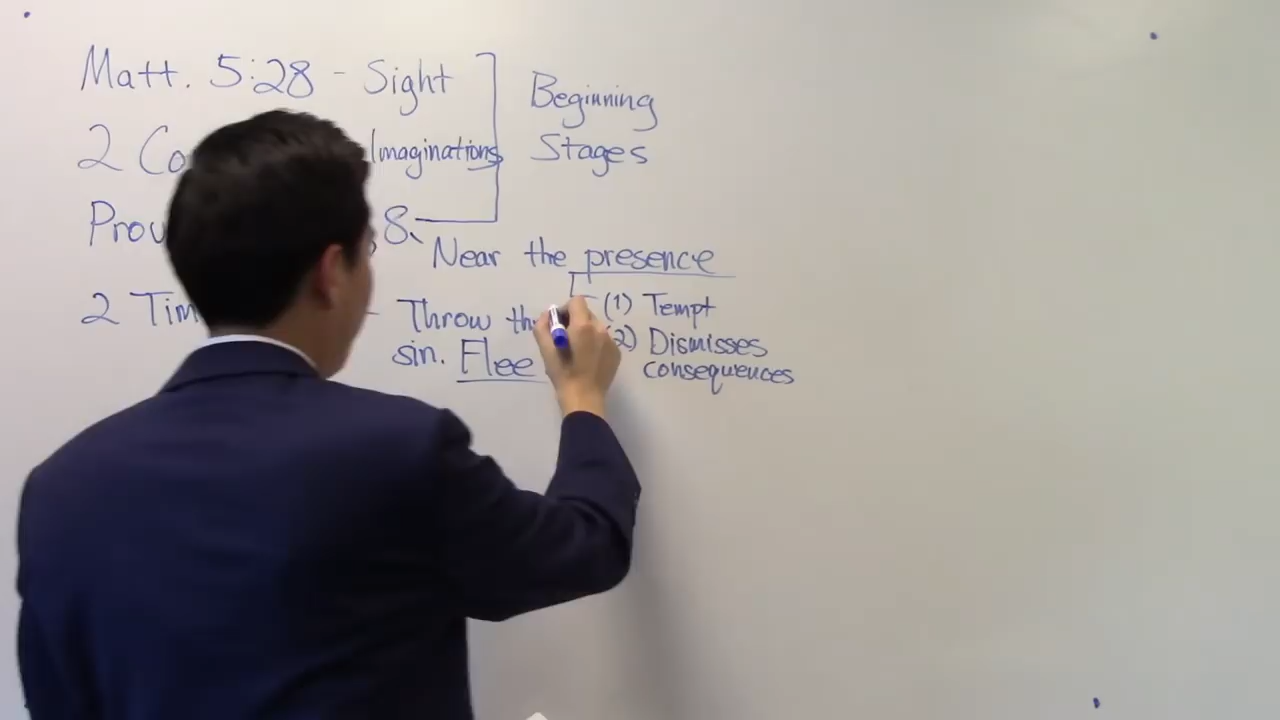 Matt. 5:28 - Sight
Beginning
2 Co Imaginations
Stages
Prov 8
Near the presence
(1) Tempt
2 Tim - Throw th
(2) Dismisses
sin. Flee
consequences